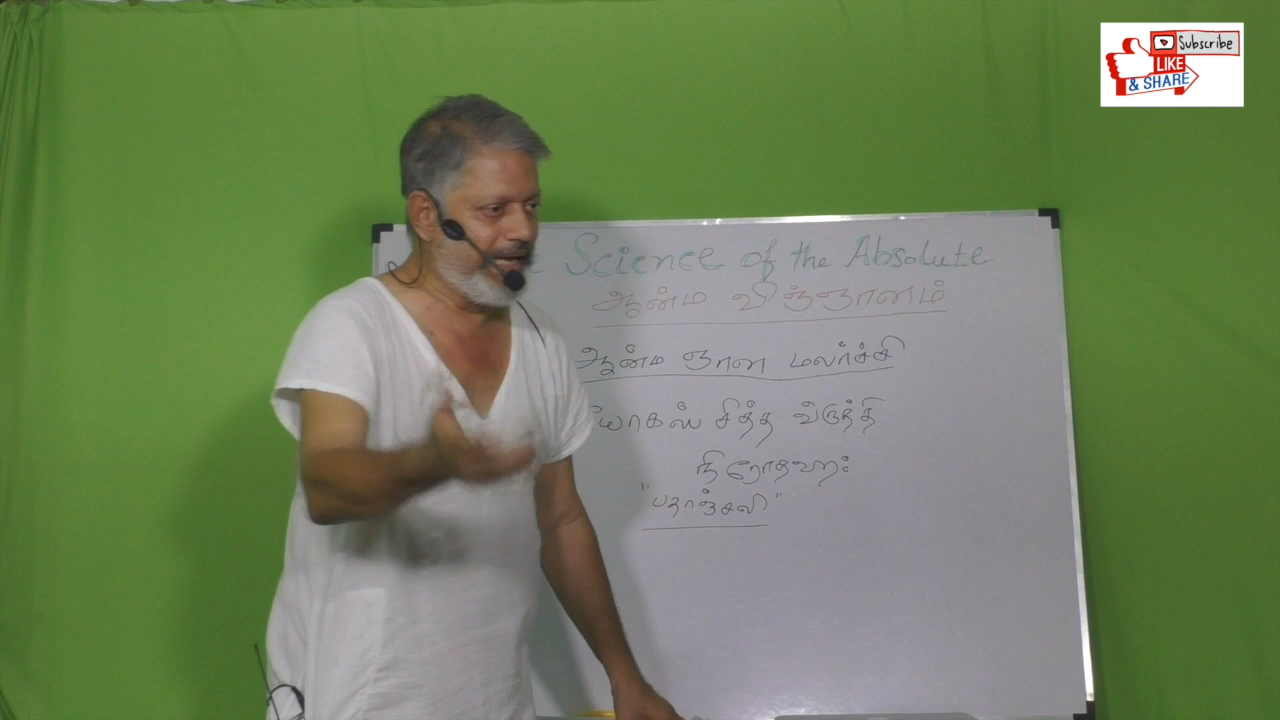 Subscribe
LIKE
& SHARE
Science of the Absolute
ஆன்ம விஞ்ஞானம்
ஆன்ம ஞான மலர்ச்சி
யோகஸ் சித்த விருத்தி
நிரோதஹ:
"பதாஞ்சலி"